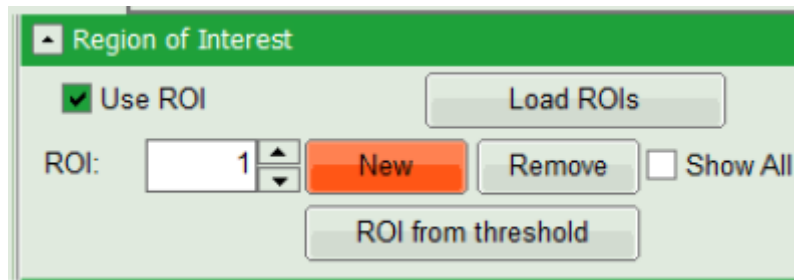 Region of Interest
Use ROI Load ROIs
ROI: 1 New Remove Show All
ROI from threshold